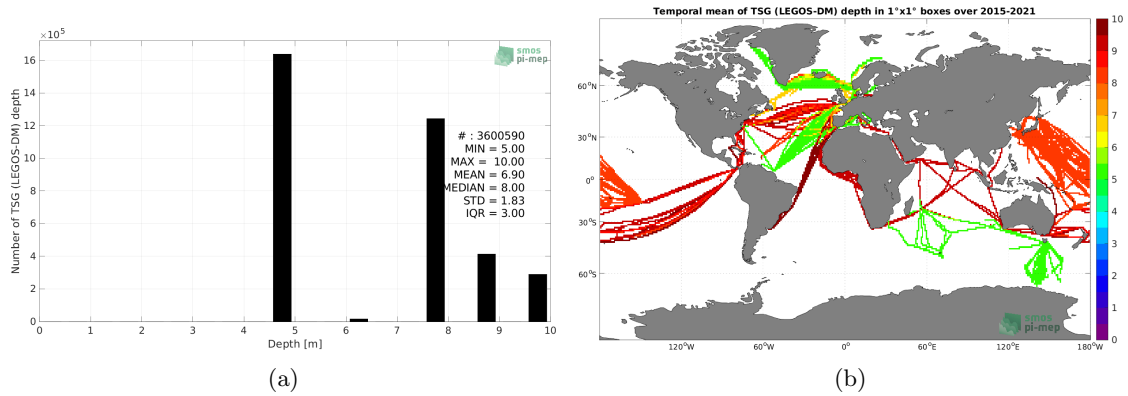 ×10⁵
16
14
12
10
8
6
4
2
0
Number of TSG (LEGOS-DM) depth
smos
pi-mep
# : 3600590
MIN = 5.00
MAX = 10.00
MEAN = 6.90
MEDIAN = 8.00
STD = 1.83
IQR = 3.00
0 1 2 3 4 5 6 7 8 9 10
Depth [m]
(a)
Temporal mean of TSG (LEGOS-DM) depth in 1°x1° boxes over 2015-2021
60°N
30°N
0°
30°S
60°S
120°W 60°W 0° 60°E 120°E 180°W
smos
pi-mep
10
9
8
7
6
5
4
3
2
1
0
(b)